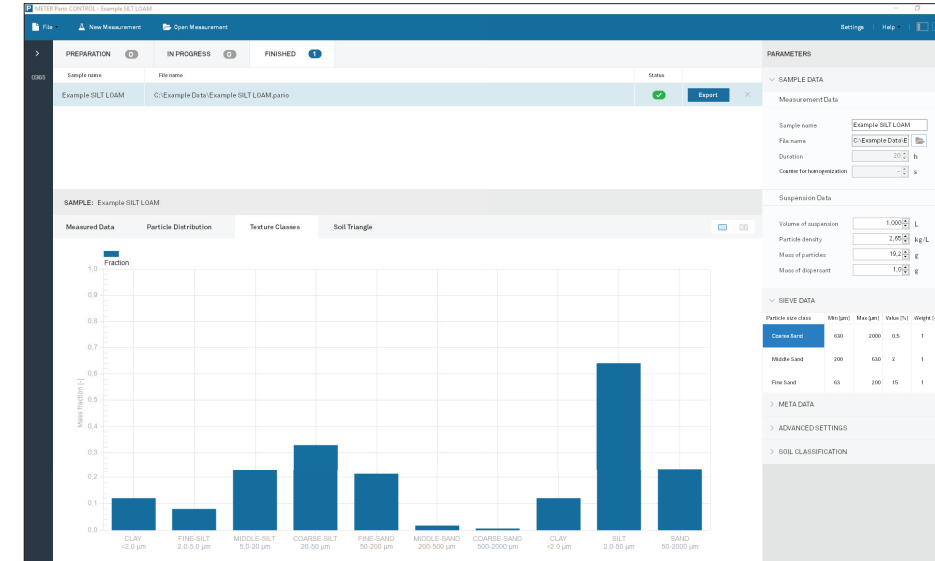 METER Pario CONTROL - Example SILT LOAM
File New Measurement Open Measurement Settings Help
PREPARATION 0 IN PROGRESS 0 FINISHED 1
0365
Sample name File name Status
Example SILT LOAM C:\Example Data\Example SILT LOAM.pario Export
SAMPLE: Example SILT LOAM
Measured Data Particle Distribution Texture Classes Soil Triangle
Fraction
Mass fraction [-]
1,0
0,9
0,8
0,7
0,6
0,5
0,4
0,3
0,2
0,1
0,0
CLAY FINE-SILT MIDDLE-SILT COARSE-SILT FINE-SAND MIDDLE-SAND COARSE-SAND CLAY SILT SAND
<2.0 µm 2.0-5.0 µm 5.0-20 µm 20-50 µm 50-200 µm 200-500 µm 500-2000 µm <2.0 µm 2.0-50 µm 50-2000 µm
PARAMETERS
SAMPLE DATA
Measurement Data
Sample name Example SILT LOAM
File name C:\Example Data\E
Duration 20 h
Counter for homogenization - s
Suspension Data
Volume of suspension 1,000 L
Particle density 2,65 kg/L
Mass of particles 19,2 g
Mass of dispersant 1,0 g
SIEVE DATA
Particle size class Min [µm] Max [µm] Value [%] Weight [
Coarse Sand 630 2000 0,5 1
Middle Sand 200 630 2 1
Fine Sand 63 200 15 1
META DATA
ADVANCED SETTINGS
SOIL CLASSIFICATION